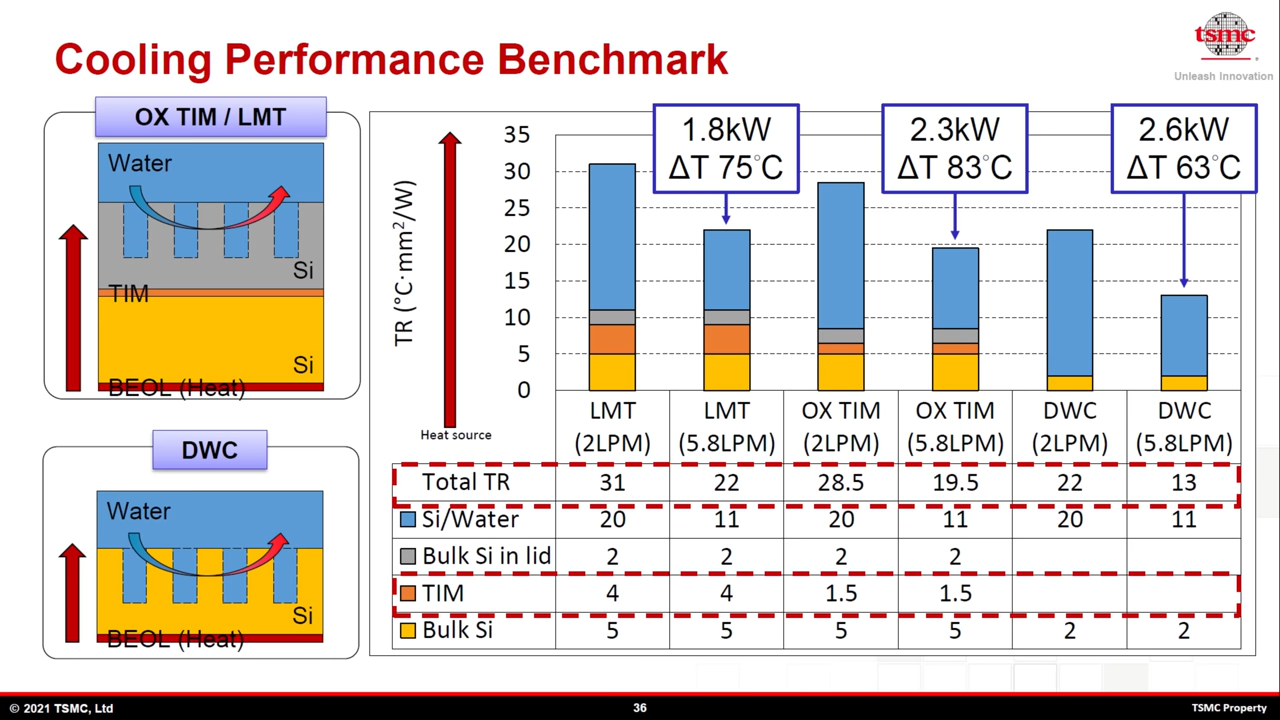 Cooling Performance Benchmark
tsmc
Unleash Innovation
OX TIM / LMT
Water
Si
TIM
Si
BEOL (Heat)
DWC
Water
Si
BEOL (Heat)
TR (°C·mm²/W)
Heat source
35
30
25
20
15
10
5
0
1.8kW
ΔT 75°C
2.3kW
ΔT 83°C
2.6kW
ΔT 63°C
LMT (2LPM) LMT (5.8LPM) OX TIM (2LPM) OX TIM (5.8LPM) DWC (2LPM) DWC (5.8LPM)
Total TR 31 22 28.5 19.5 22 13
Si/Water 20 11 20 11 20 11
Bulk Si in lid 2 2 2 2
TIM 4 4 1.5 1.5
Bulk Si 5 5 5 5 2 2
© 2021 TSMC, Ltd
36
TSMC Property